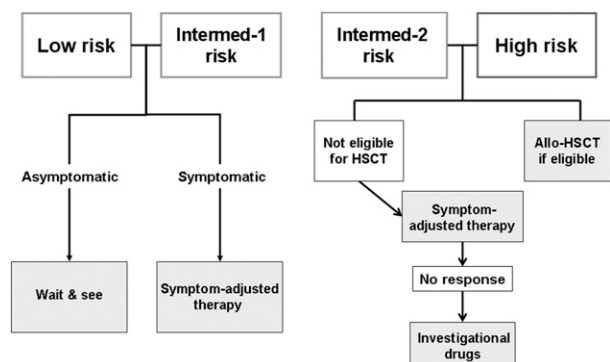 Low risk
Intermed-1
risk
Intermed-2
risk
High risk
Asymptomatic
Symptomatic
Wait & see
Symptom-adjusted
therapy
Not eligible
for HSCT
Allo-HSCT
if eligible
Symptom-
adjusted therapy
No response
Investigational
drugs